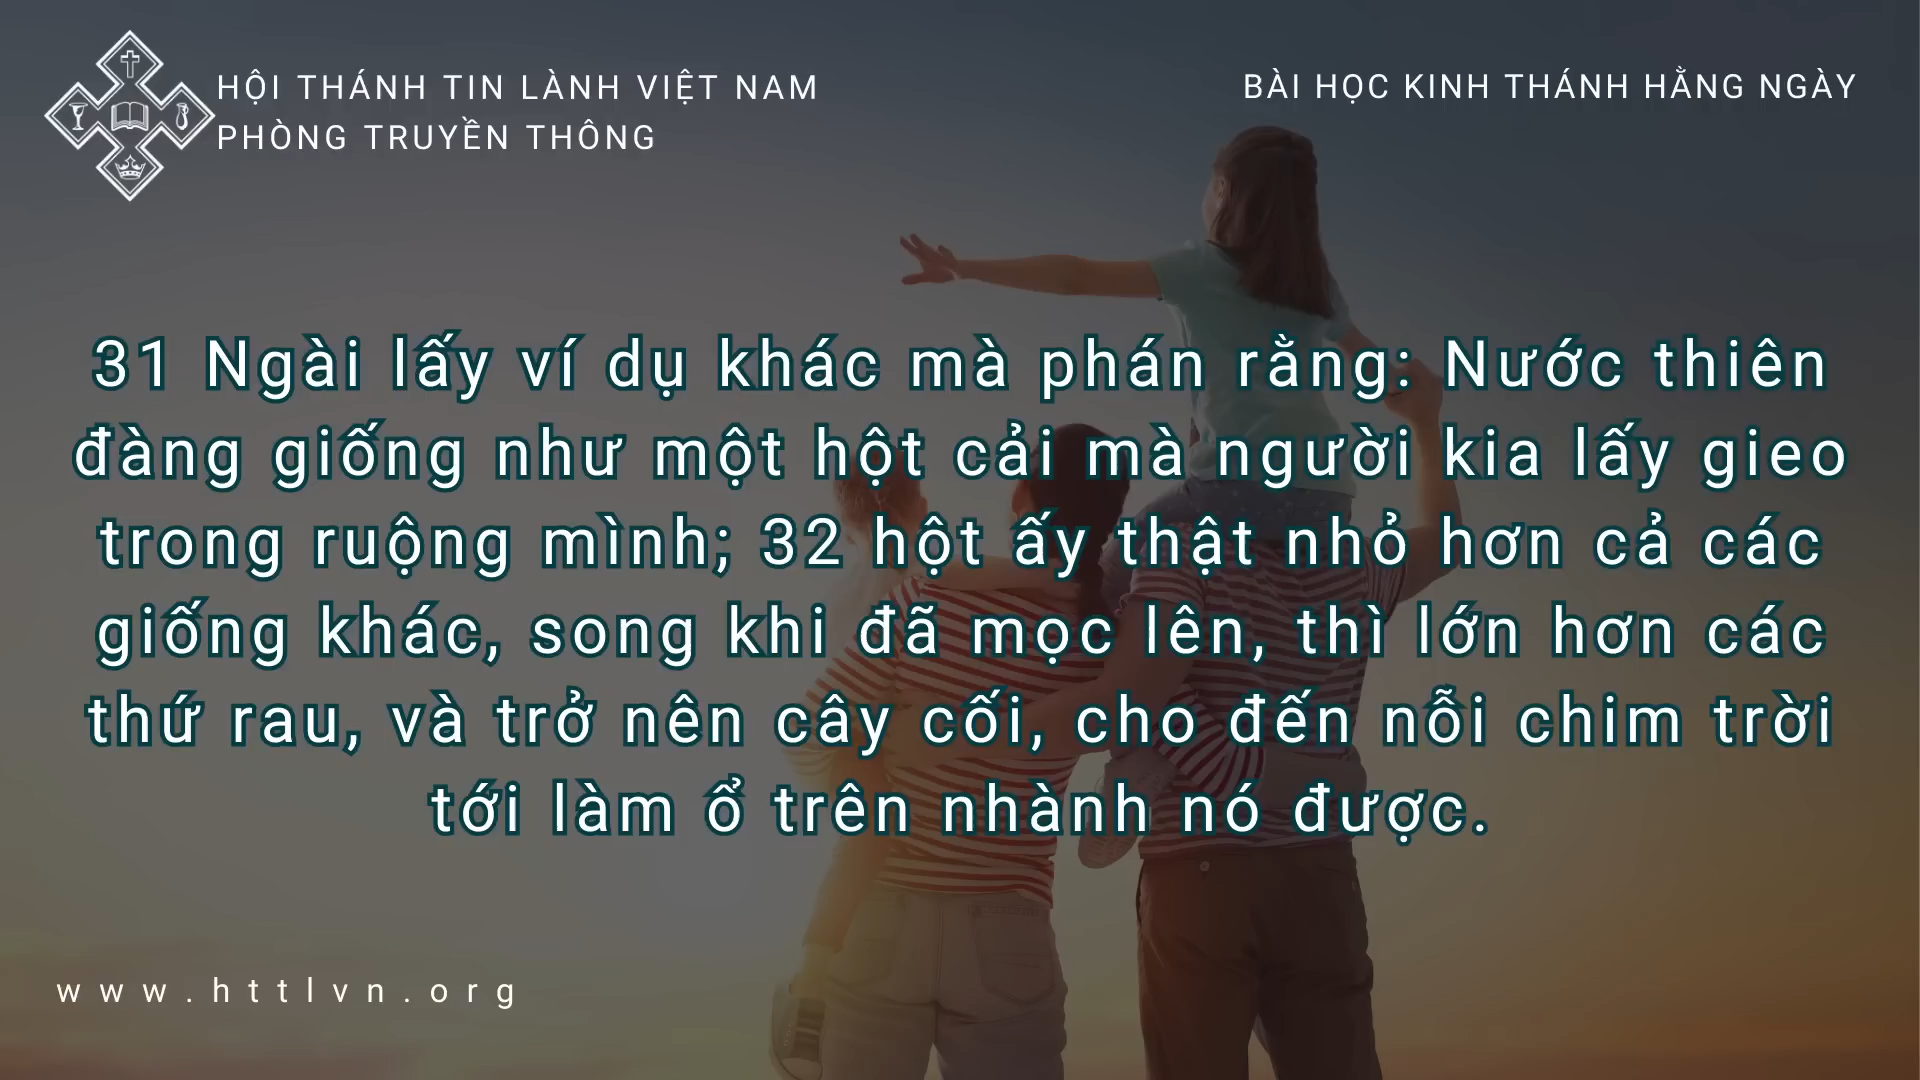 HỘI THÁNH TIN LÀNH VIỆT NAM
PHÒNG TRUYỀN THÔNG
BÀI HỌC KINH THÁNH HẰNG NGÀY
31 Ngài lấy ví dụ khác mà phán rằng: Nước thiên
đàng giống như một hột cải mà người kia lấy gieo
trong ruộng mình; 32 hột ấy thật nhỏ hơn cả các
giống khác, song khi đã mọc lên, thì lớn hơn các
thứ rau, và trở nên cây cối, cho đến nỗi chim trời
tới làm ổ trên nhành nó được.
www.httlvn.org